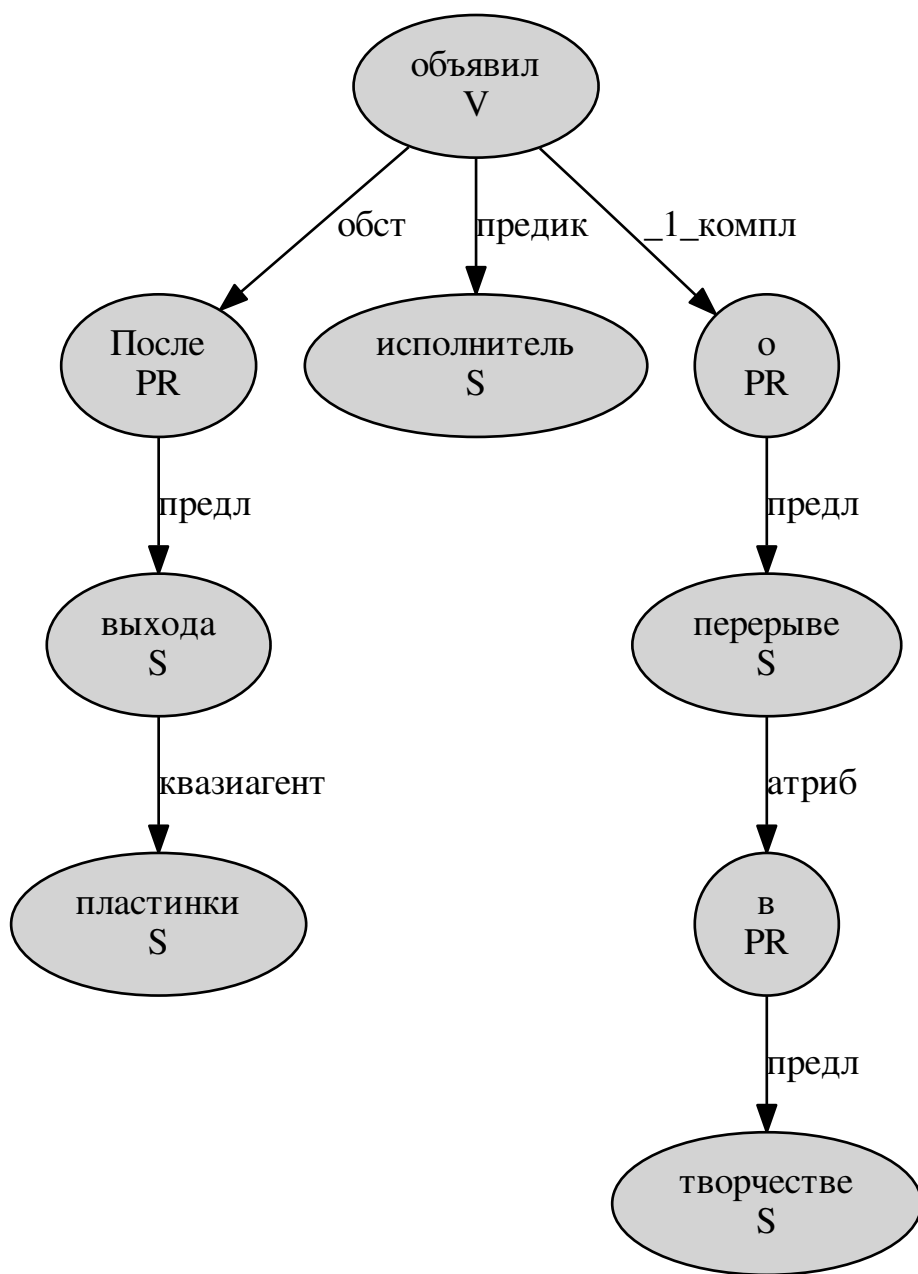 объявил
V
обст
предик
_1_компл
После
PR
исполнитель
S
о
PR
предл
предл
выхода
S
перерыве
S
квазиагент
атриб
пластинки
S
в
PR
предл
творчестве
S